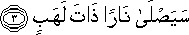 سَيَصْلَىٰ نَارًا ذَاتَ لَهَبٍ ٣